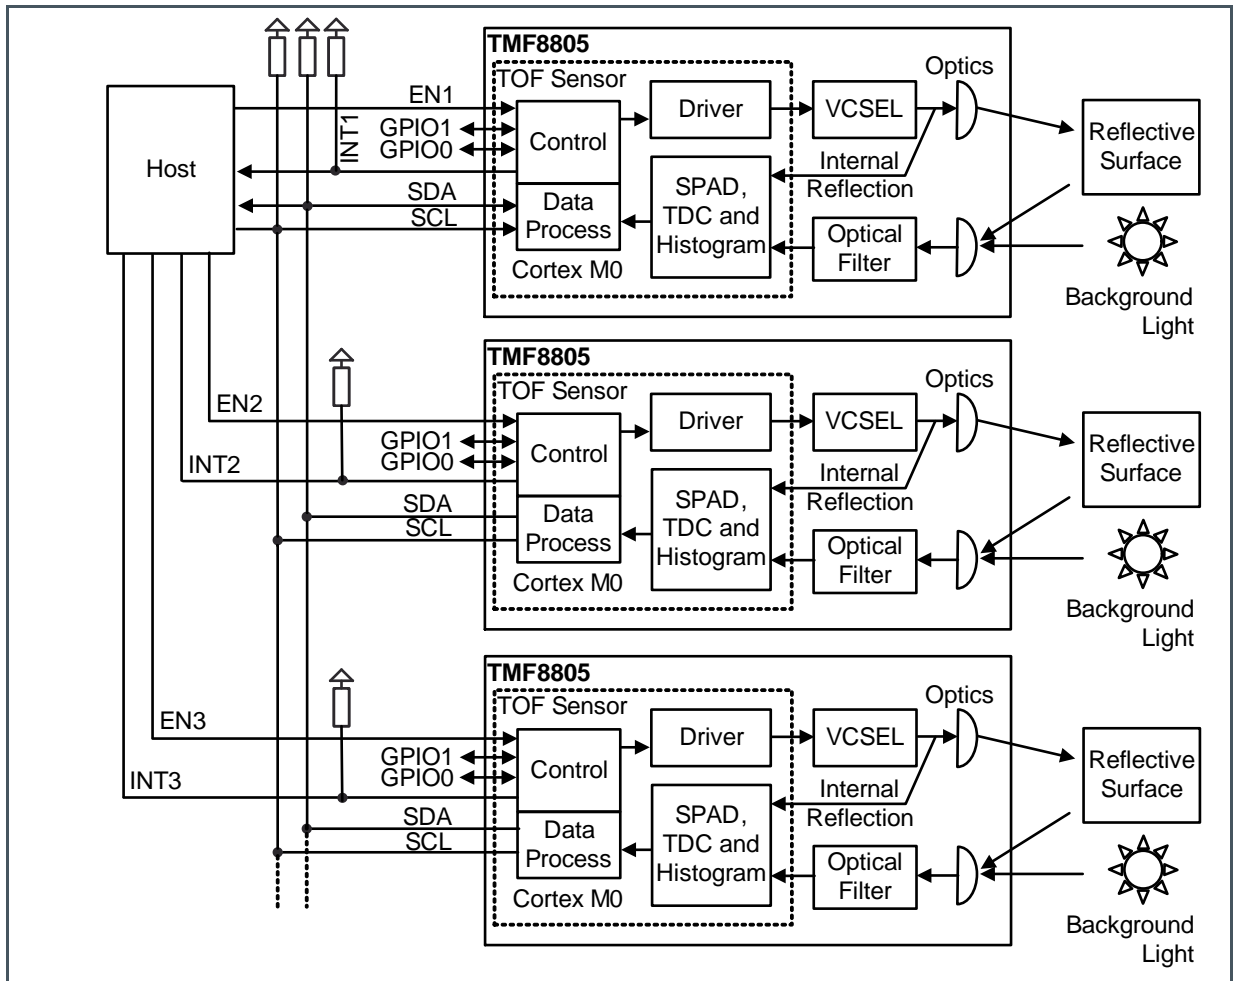 TMF8805
TOF Sensor
Optics
EN1
Driver
VCSEL
GPIO1
GPIO0
INT1
Control
Host
Reflective
Surface
Internal
Reflection
SDA
SCL
Data
Process
SPAD,
TDC and
Histogram
Optical
Filter
Cortex M0
Background
Light
TMF8805
TOF Sensor
Optics
EN2
Driver
VCSEL
GPIO1
GPIO0
INT2
Control
Reflective
Surface
Internal
Reflection
SDA
SCL
Data
Process
SPAD,
TDC and
Histogram
Optical
Filter
Cortex M0
Background
Light
TMF8805
TOF Sensor
Optics
EN3
Driver
VCSEL
GPIO1
GPIO0
INT3
Control
Reflective
Surface
Internal
Reflection
SDA
SCL
Data
Process
SPAD,
TDC and
Histogram
Optical
Filter
Cortex M0
Background
Light